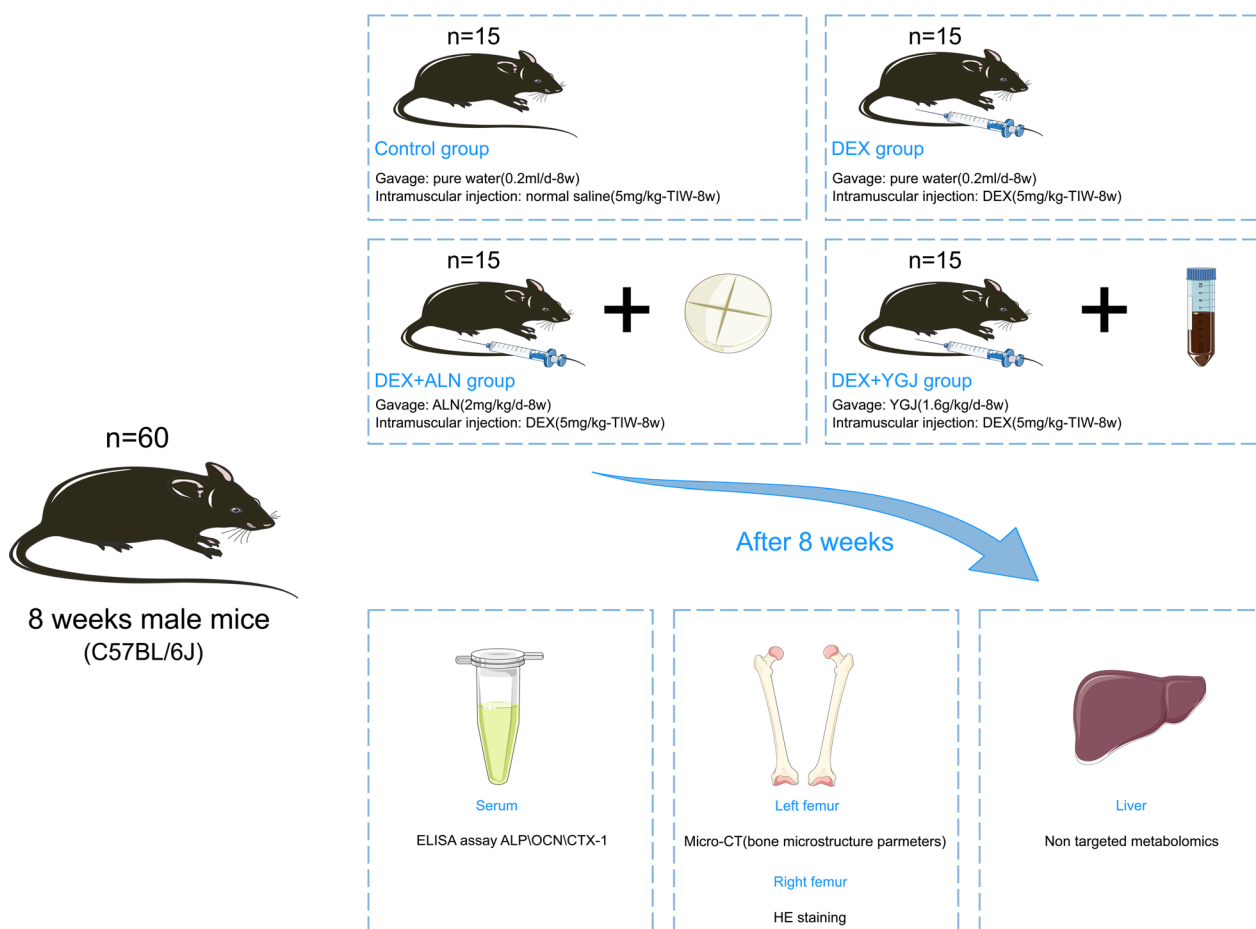 n=60
8 weeks male mice
(C57BL/6J)
n=15
Control group
Gavage: pure water(0.2ml/d-8w)
Intramuscular injection: normal saline(5mg/kg-TIW-8w)
n=15
DEX group
Gavage: pure water(0.2ml/d-8w)
Intramuscular injection: DEX(5mg/kg-TIW-8w)
n=15
DEX+ALN group
Gavage: ALN(2mg/kg/d-8w)
Intramuscular injection: DEX(5mg/kg-TIW-8w)
n=15
DEX+YGJ group
Gavage: YGJ(1.6g/kg/d-8w)
Intramuscular injection: DEX(5mg/kg-TIW-8w)
After 8 weeks
Serum
ELISA assay ALP\OCN\CTX-1
Left femur
Micro-CT(bone microstructure parmeters)
Right femur
HE staining
Liver
Non targeted metabolomics